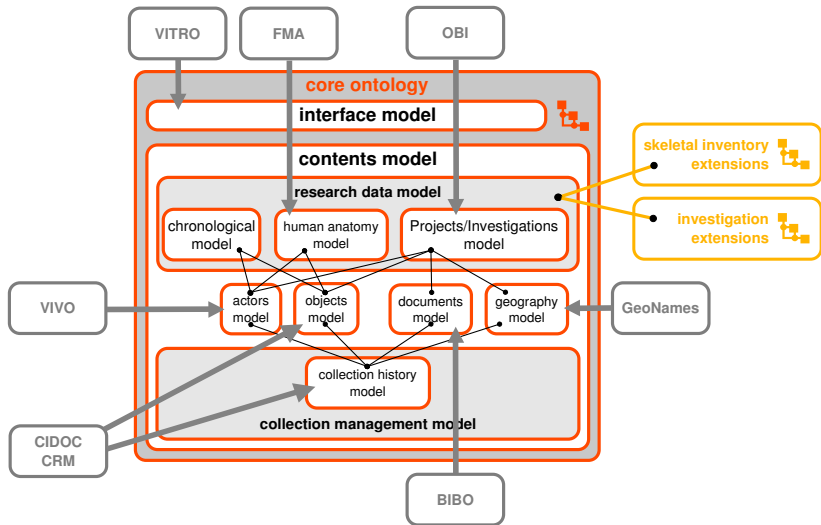 VITRO
FMA
OBI
core ontology
interface model
contents model
research data model
skeletal inventory
extensions
investigation
extensions
chronological
model
human anatomy
model
Projects/Investigations
model
VIVO
actors
model
objects
model
documents
model
geography
model
GeoNames
collection history
model
collection management model
CIDOC
CRM
BIBO